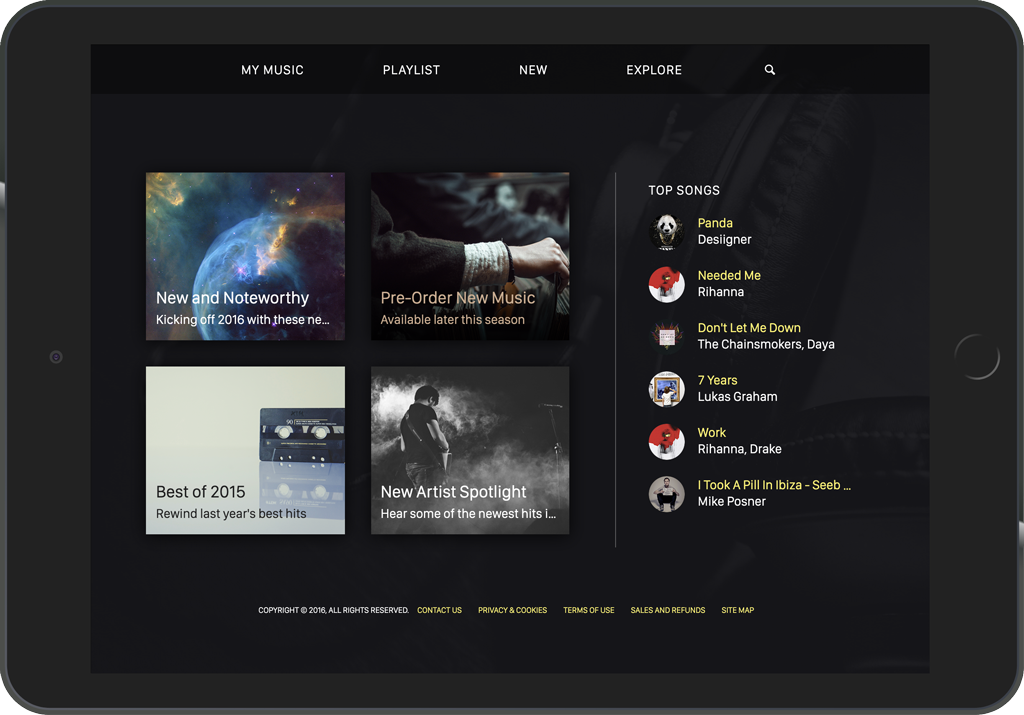 MY MUSIC
PLAYLIST
NEW
EXPLORE
New and Noteworthy
Kicking off 2016 with these ne...
Pre-Order New Music
Available later this season
Best of 2015
Rewind last year's best hits
New Artist Spotlight
Hear some of the newest hits i...
TOP SONGS
Panda
Desiigner
Needed Me
Rihanna
Don't Let Me Down
The Chainsmokers, Daya
7 Years
Lukas Graham
Work
Rihanna, Drake
I Took A Pill In Ibiza - Seeb ...
Mike Posner
COPYRIGHT © 2016, ALL RIGHTS RESERVED. CONTACT US PRIVACY & COOKIES TERMS OF USE SALES AND REFUNDS SITE MAP